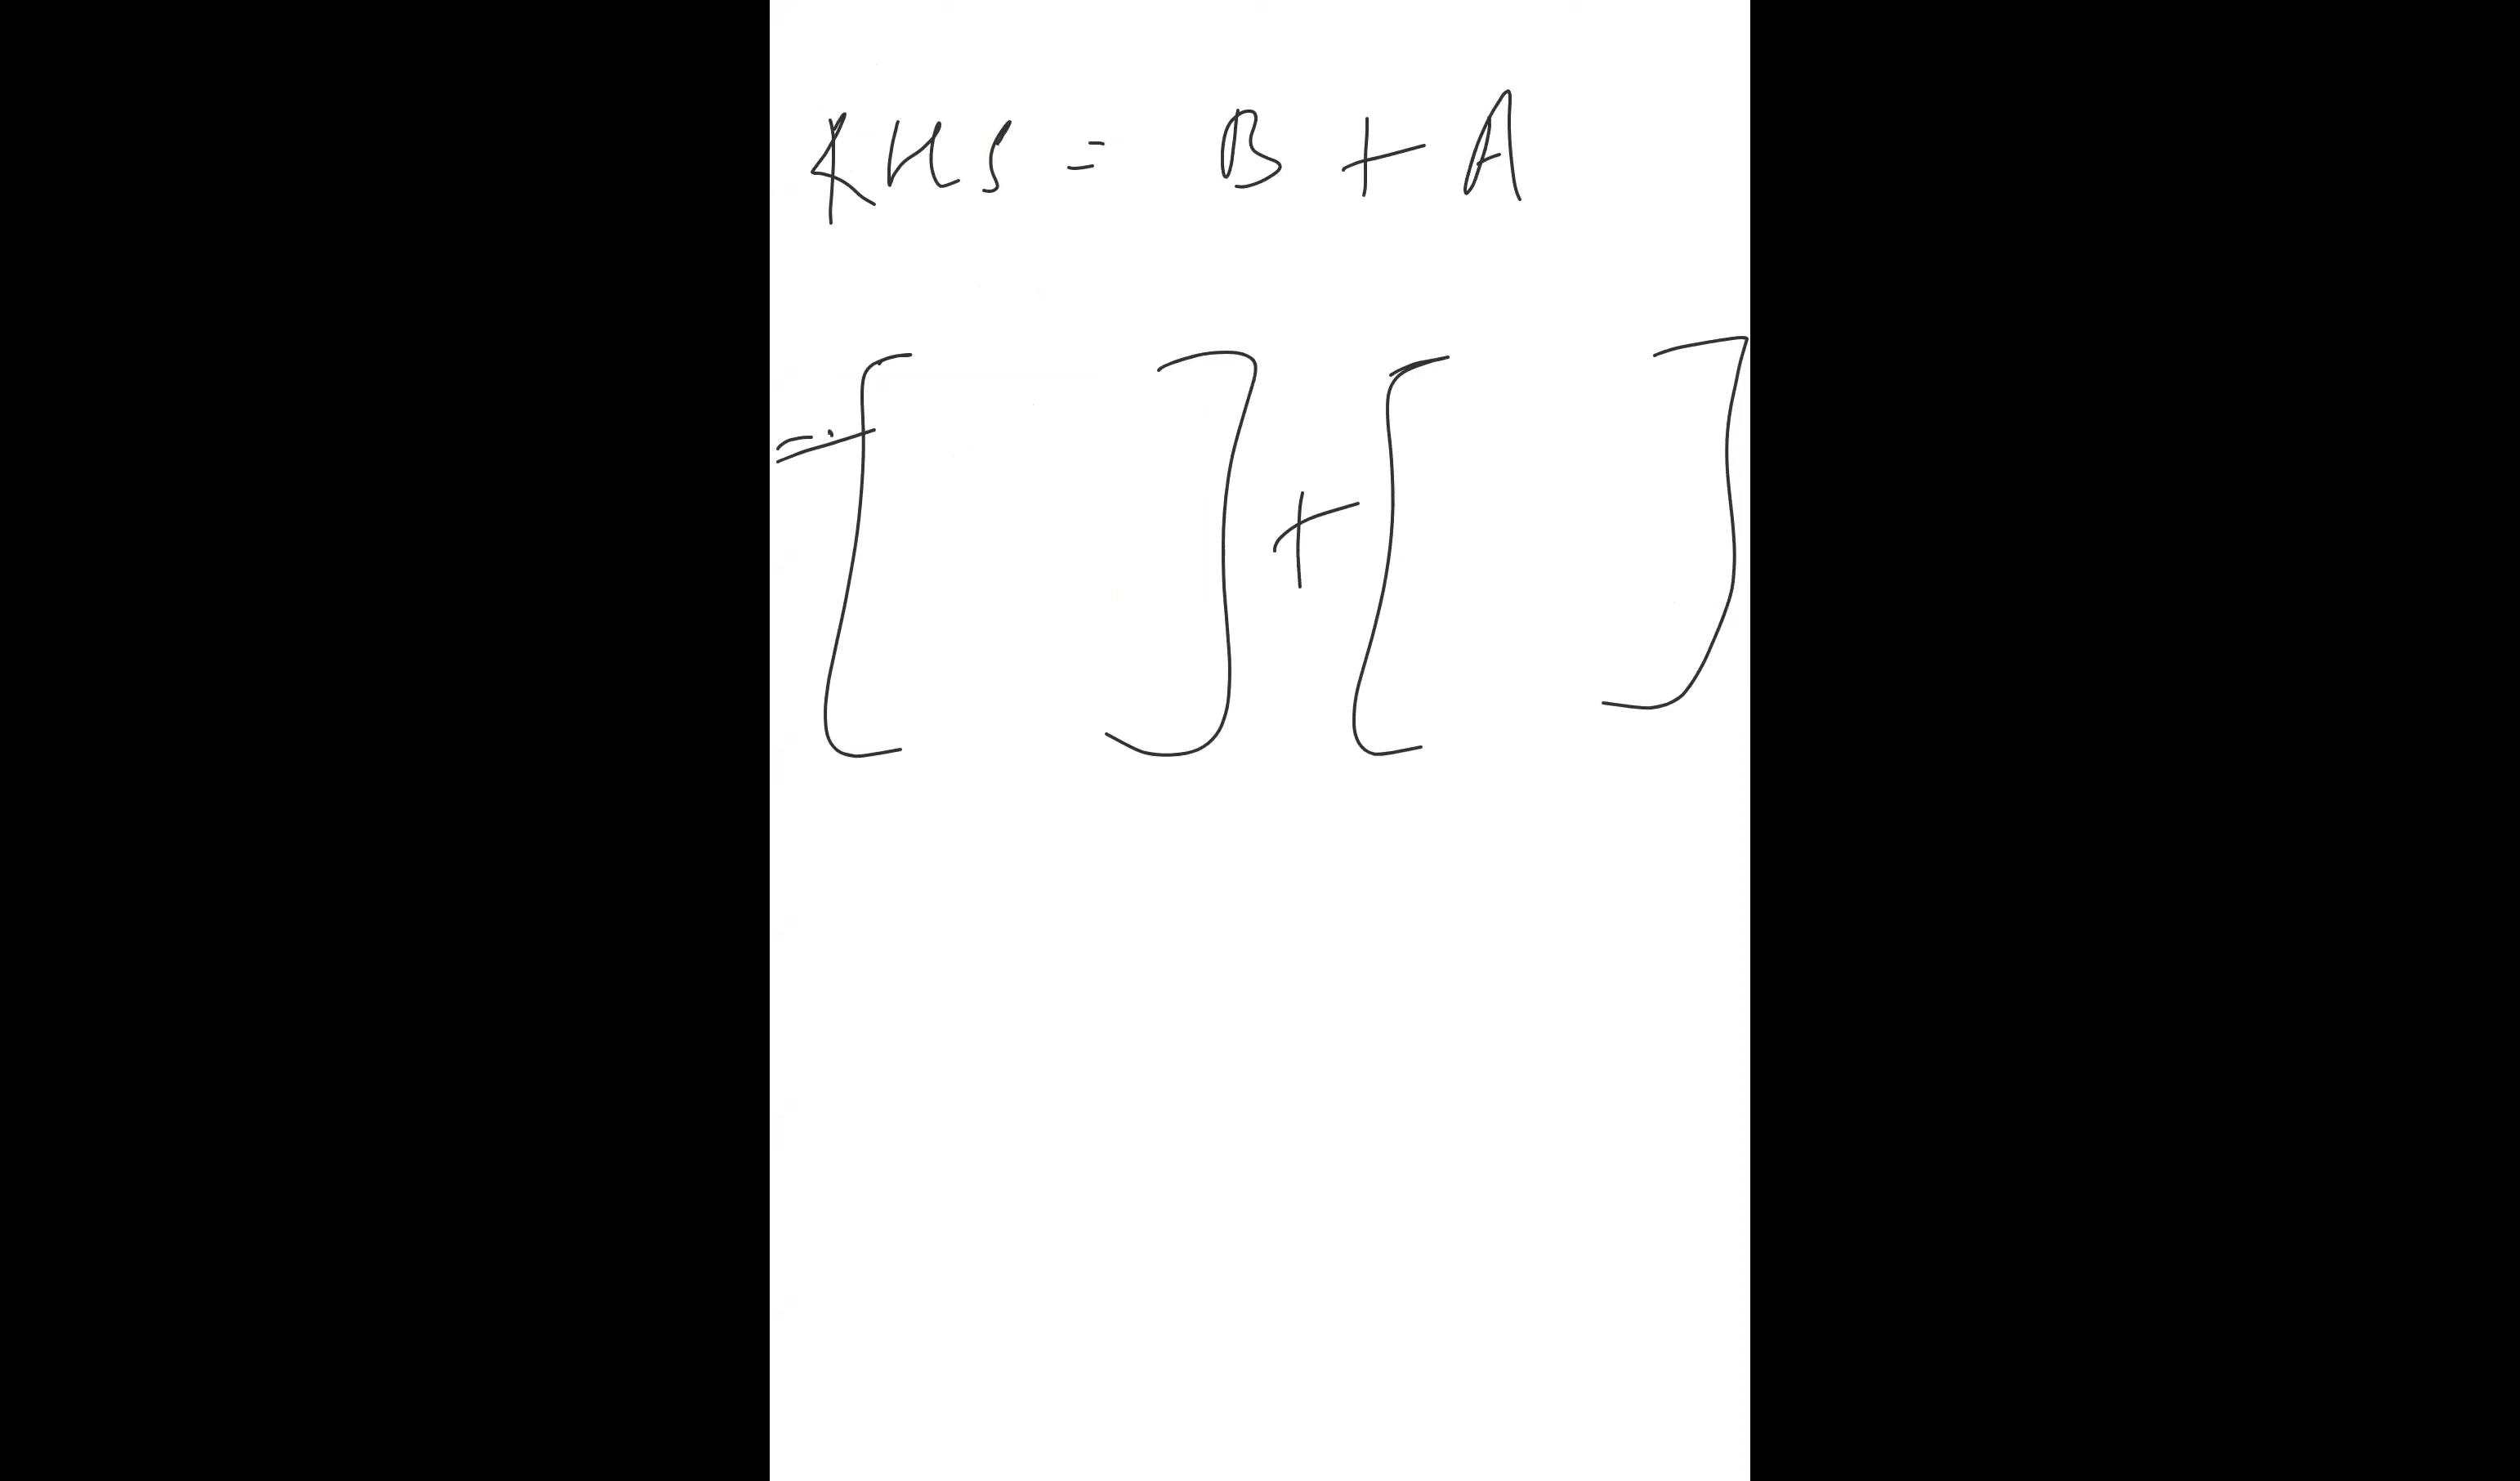 RHS = B + A
= [ ] + [ ]